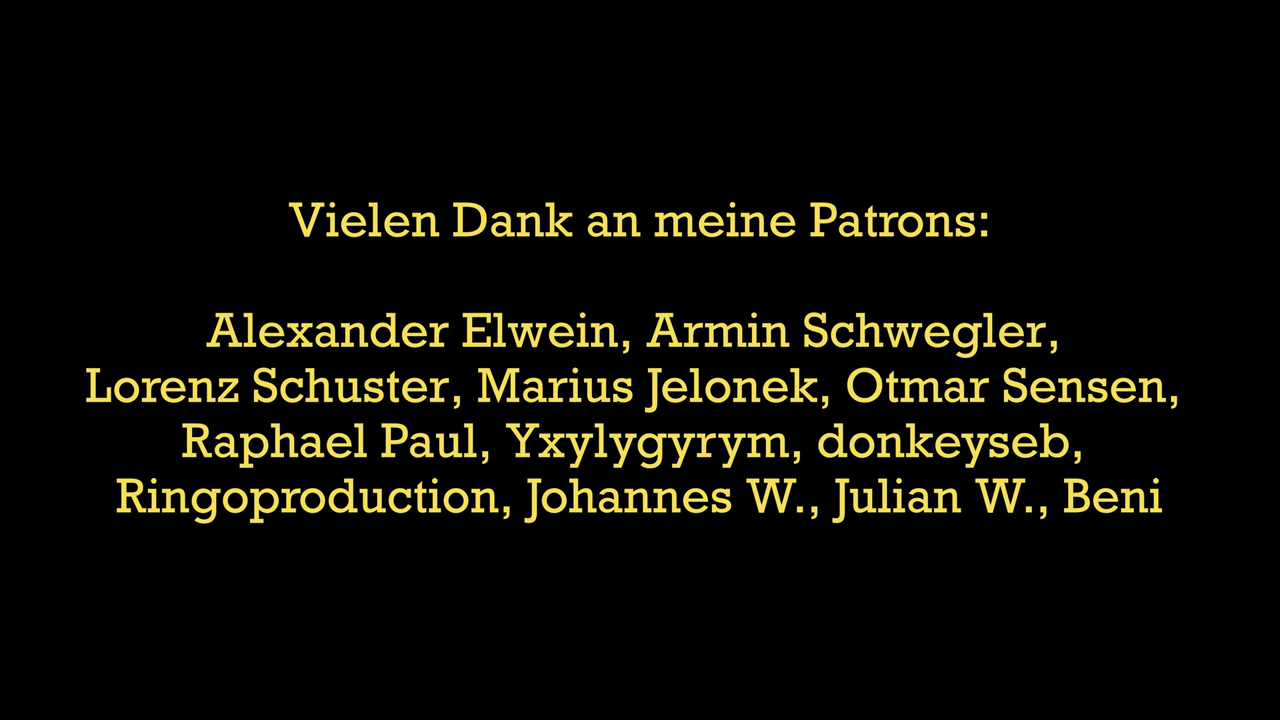 Vielen Dank an meine Patrons:
Alexander Elwein, Armin Schwegler,
Lorenz Schuster, Marius Jelonek, Otmar Sensen,
Raphael Paul, Yxylygyrym, donkeyseb,
Ringoproduction, Johannes W., Julian W., Beni